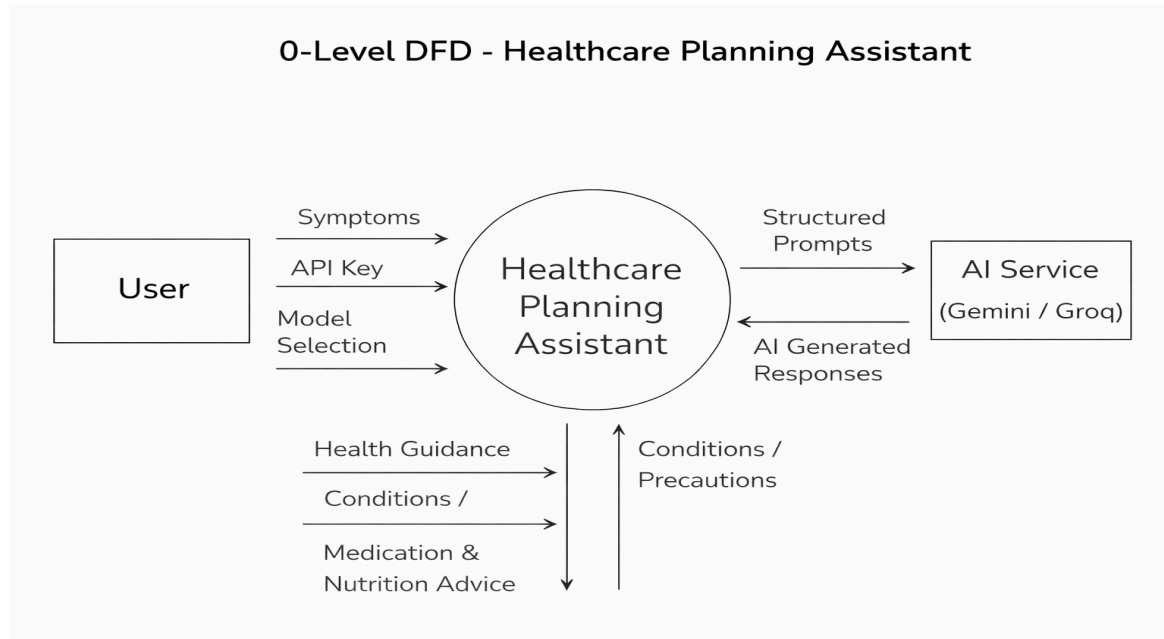 0-Level DFD - Healthcare Planning Assistant
User
Symptoms
API Key
Model
Selection
Healthcare
Planning
Assistant
Structured
Prompts
AI Generated
Responses
AI Service
(Gemini / Groq)
Health Guidance
Conditions /
Medication &
Nutrition Advice
Conditions /
Precautions